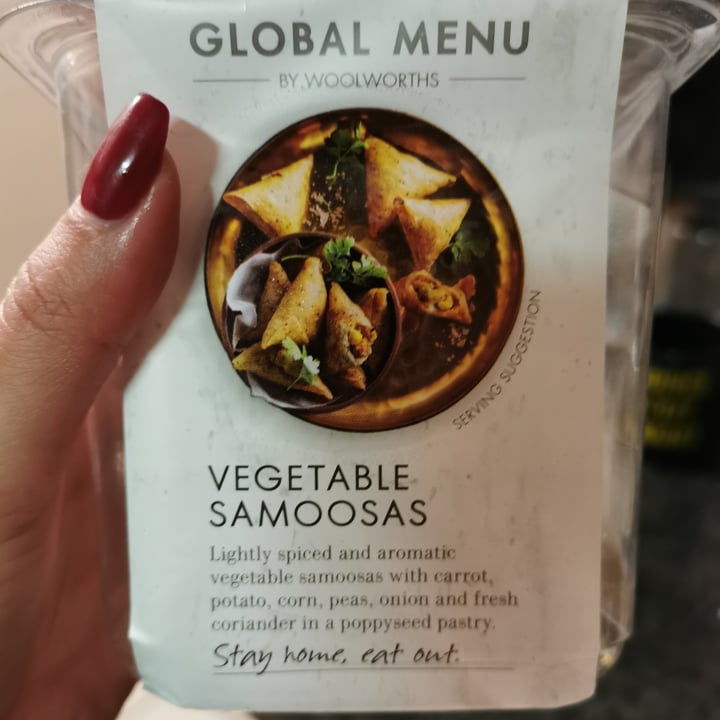 GLOBAL MENU
BY WOOLWORTHS
SERVING SUGGESTION
VEGETABLE
SAMOOSAS
Lightly spiced and aromatic
vegetable samoosas with carrot,
potato, corn, peas, onion and fresh
coriander in a poppyseed pastry.
Stay home, eat out.